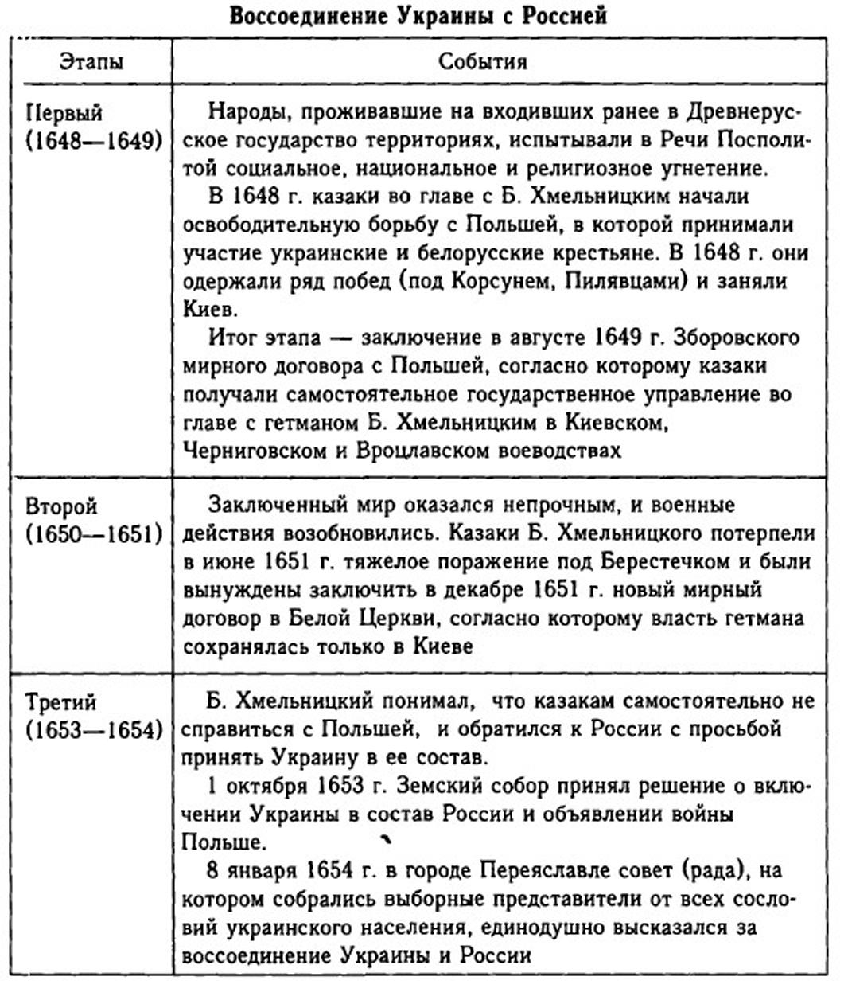 Воссоединение Украины с Россией
Этапы
События
Первый
(1648—1649)
Народы, проживавшие на входивших ранее в Древнерус-
ское государство территориях, испытывали в Речи Посполи-
той социальное, национальное и религиозное угнетение.
В 1648 г. казаки во главе с Б. Хмельницким начали
освободительную борьбу с Польшей, в которой принимали
участие украинские и белорусские крестьяне. В 1648 г. они
одержали ряд побед (под Корсунем, Пилявцами) и заняли
Киев.
Итог этапа — заключение в августе 1649 г. Зборовского
мирного договора с Польшей, согласно которому казаки
получали самостоятельное государственное управление во
главе с гетманом Б. Хмельницким в Киевском,
Черниговском и Вроцлавском воеводствах
Второй
(1650—1651)
Заключенный мир оказался непрочным, и военные
действия возобновились. Казаки Б. Хмельницкого потерпели
в июне 1651 г. тяжелое поражение под Берестечком и были
вынуждены заключить в декабре 1651 г. новый мирный
договор в Белой Церкви, согласно которому власть гетмана
сохранялась только в Киеве
Третий
(1653—1654)
Б. Хмельницкий понимал, что казакам самостоятельно не
справиться с Польшей, и обратился к России с просьбой
принять Украину в ее состав.
1 октября 1653 г. Земский собор принял решение о вклю-
чении Украины в состав России и объявлении войны
Польше.
8 января 1654 г. в городе Переяславле совет (рада), на
котором собрались выборные представители от всех сосло-
вий украинского населения, единодушно высказался за
воссоединение Украины и России